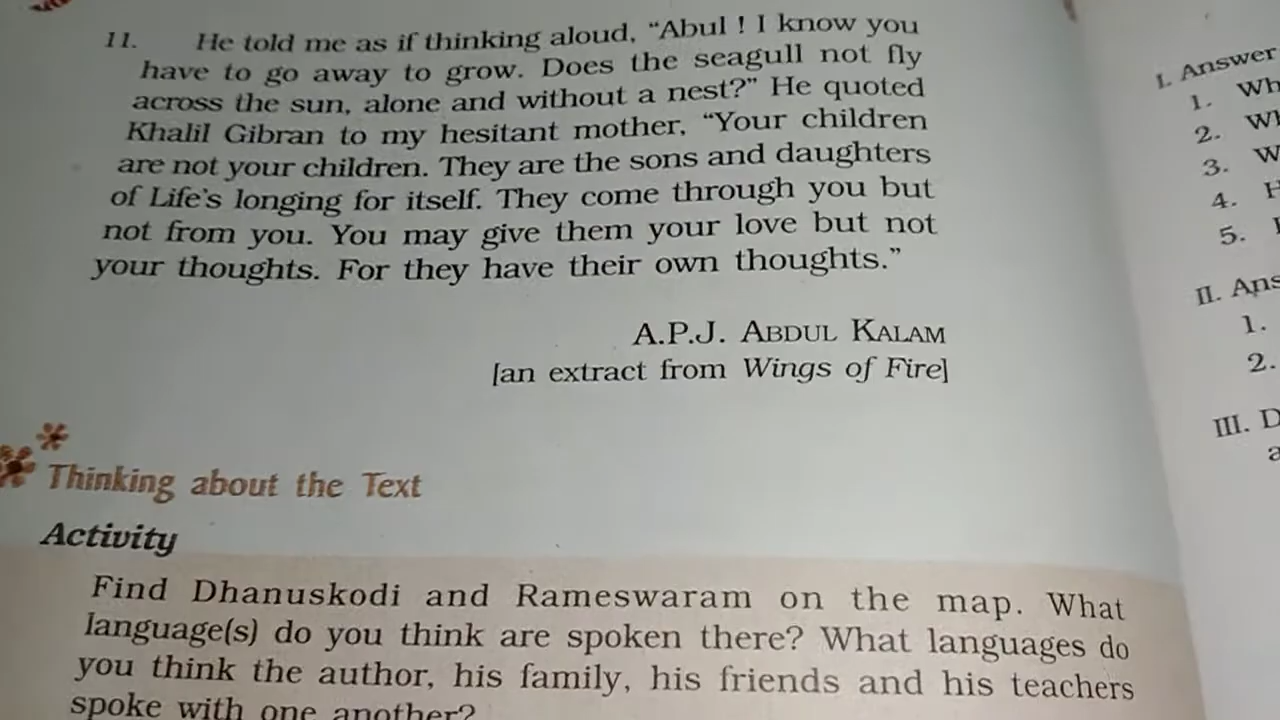 11. He told me as if thinking aloud, “Abul ! I know you
have to go away to grow. Does the seagull not fly
across the sun, alone and without a nest?” He quoted
Khalil Gibran to my hesitant mother, “Your children
are not your children. They are the sons and daughters
of Life’s longing for itself. They come through you but
not from you. You may give them your love but not
your thoughts. For they have their own thoughts.”
A.P.J. ABDUL KALAM
[an extract from Wings of Fire]
Thinking about the Text
Activity
Find Dhanuskodi and Rameswaram on the map. What
language(s) do you think are spoken there? What languages do
you think the author, his family, his friends and his teachers
spoke with one another?
I. Answer
1.
2.
3.
4.
5.
II.
1.
2.
III.